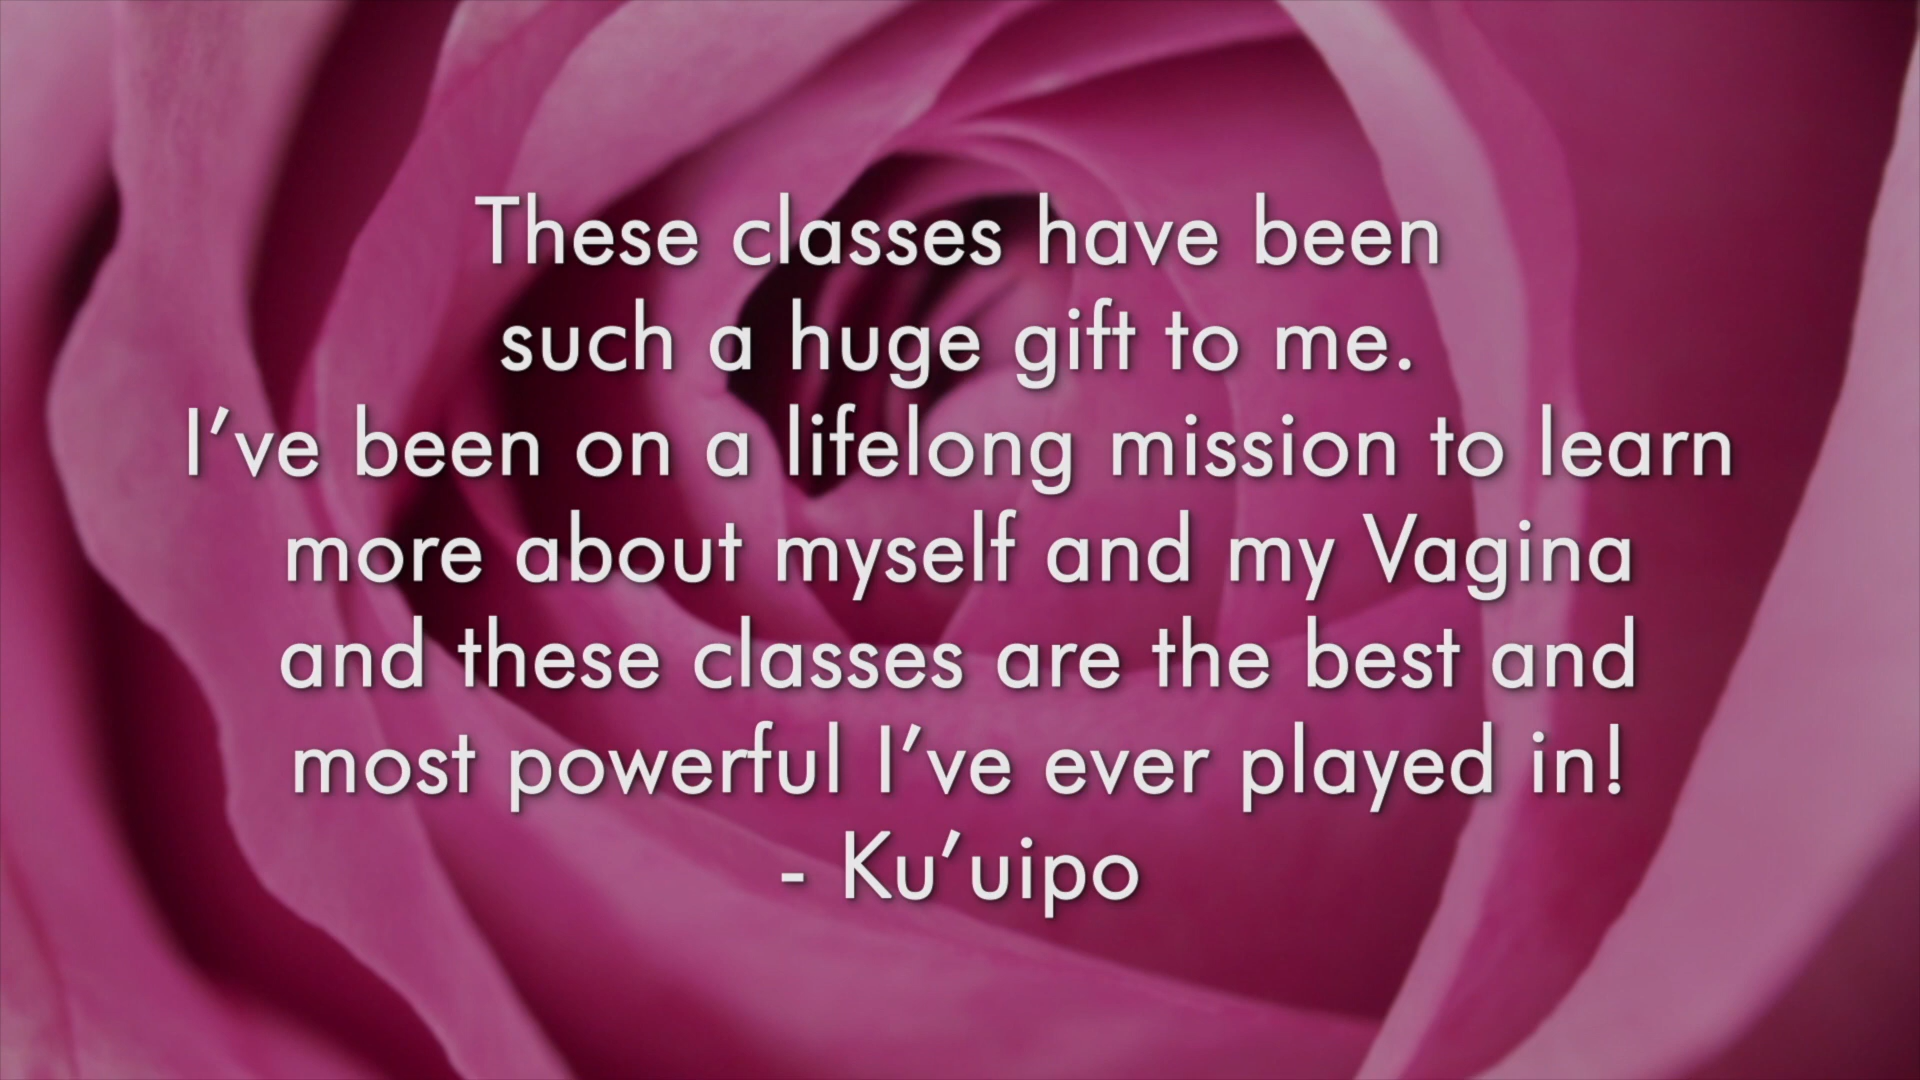 These classes have been
such a huge gift to me.
I’ve been on a lifelong mission to learn
more about myself and my Vagina
and these classes are the best and
most powerful I’ve ever played in!
- Ku’uipo